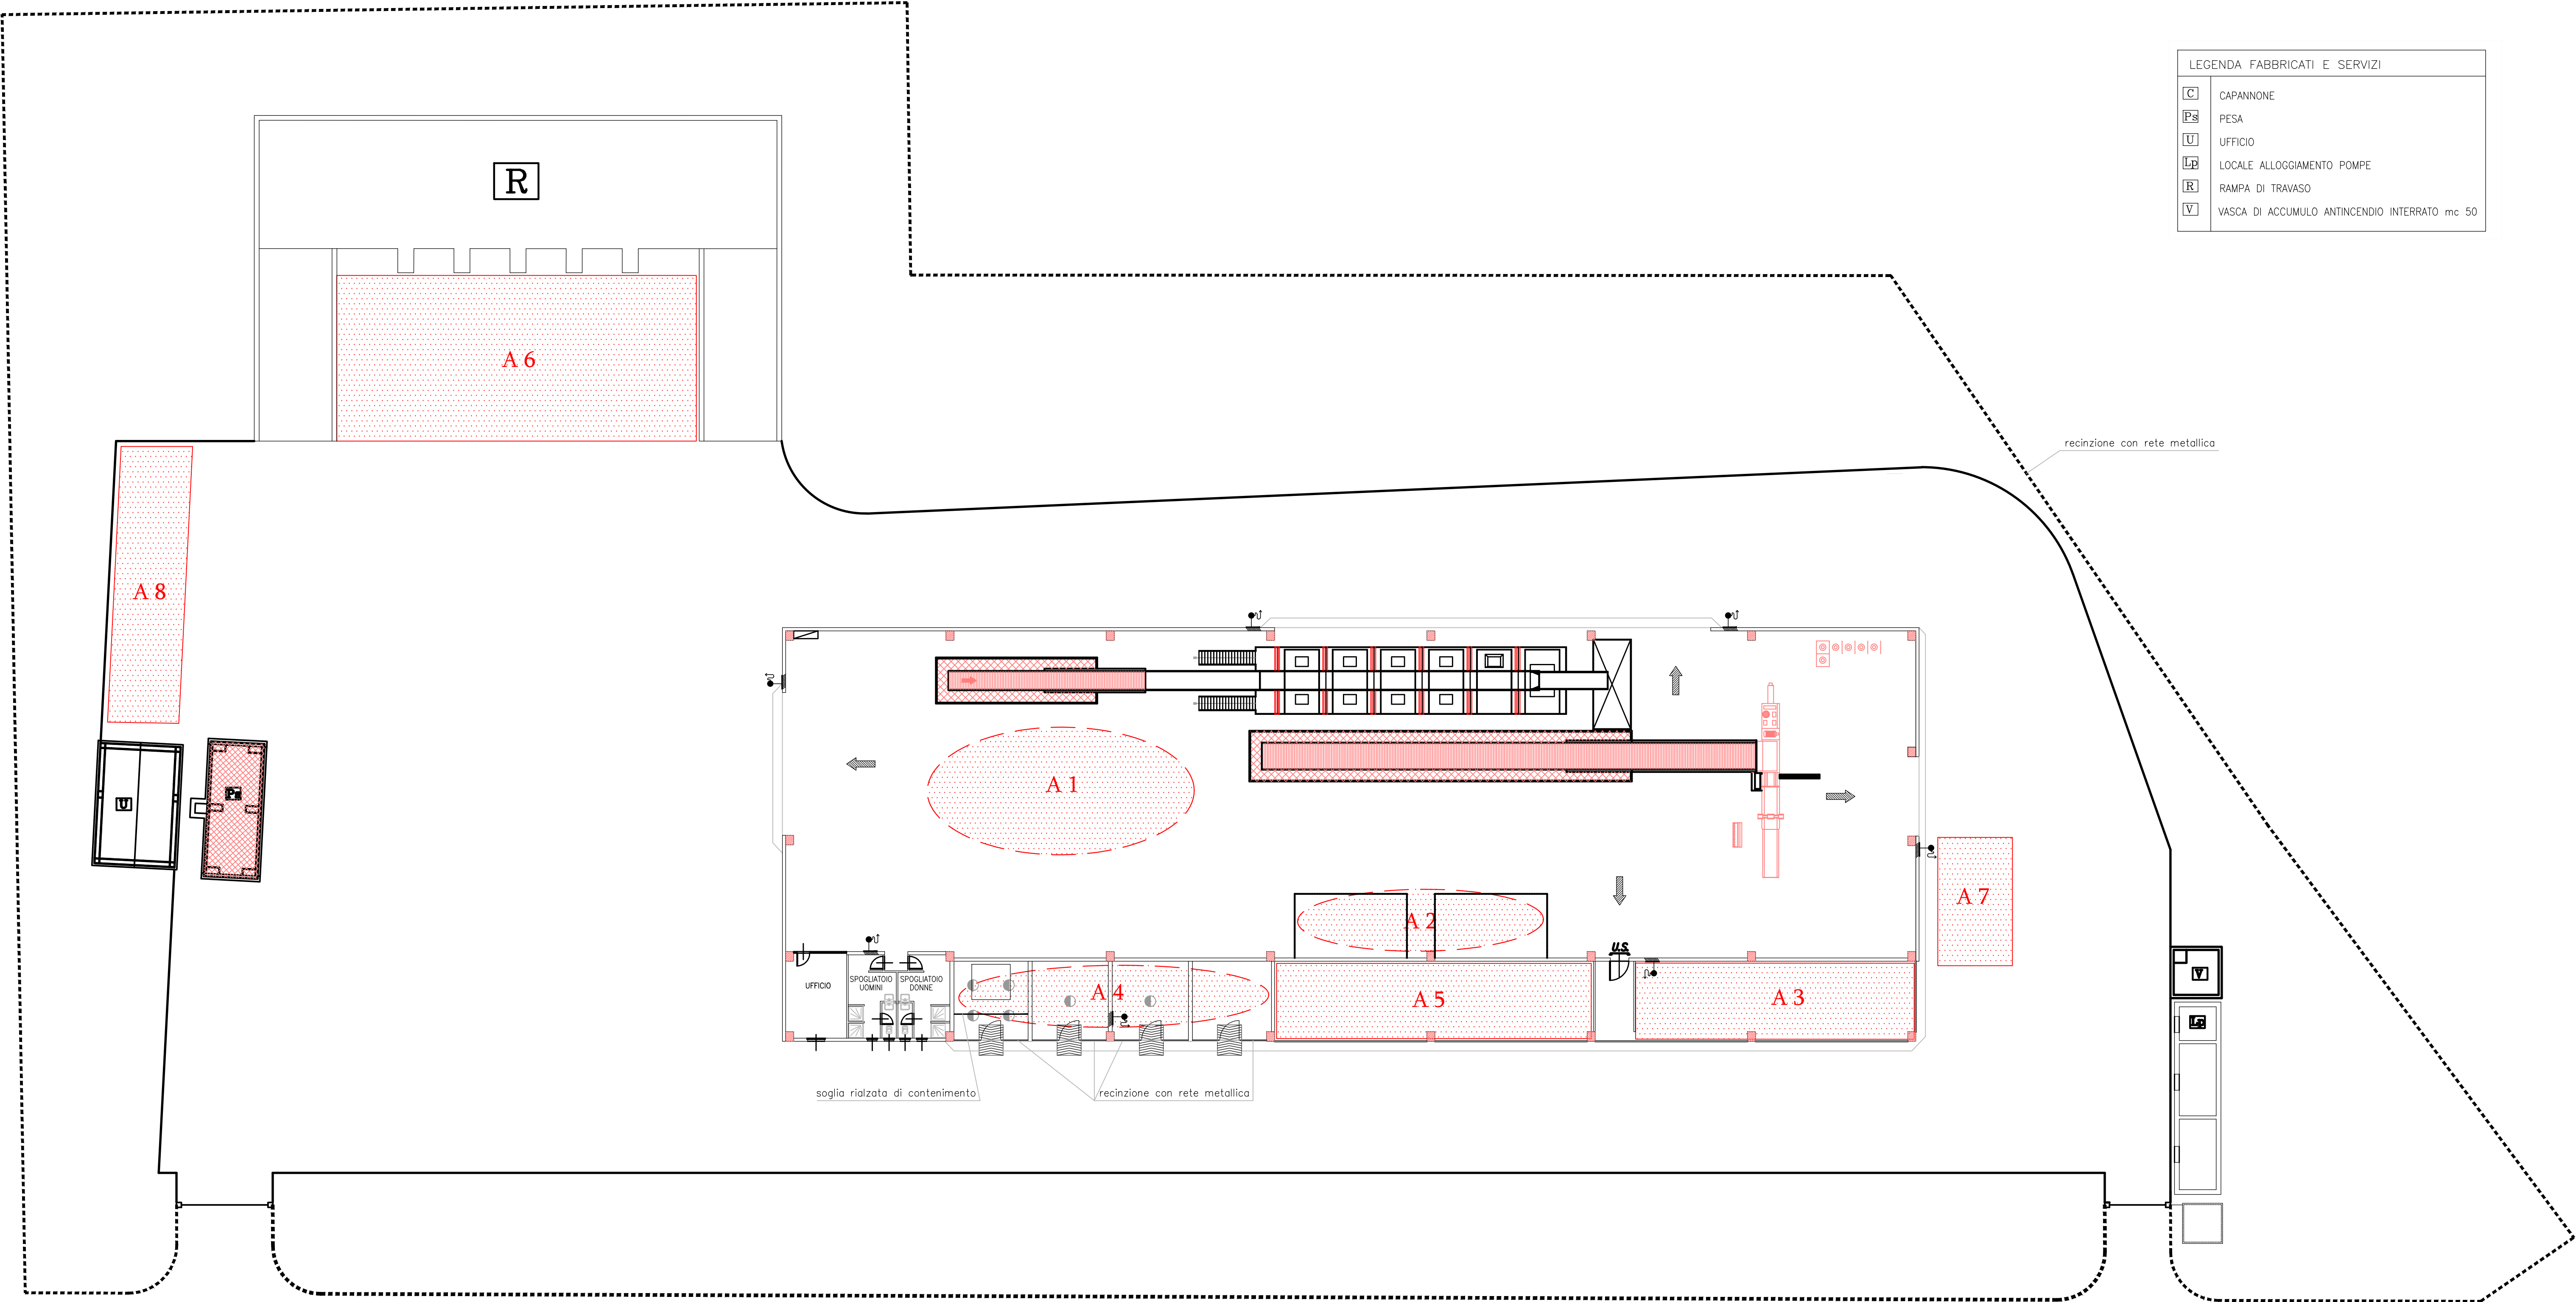 LEGENDA FABBRICATI E SERVIZI
C CAPANNONE
Ps PESA
U UFFICIO
Lp LOCALE ALLOGGIAMENTO POMPE
R RAMPA DI TRAVASO
V VASCA DI ACCUMULO ANTINCENDIO INTERRATO mc 50
R
A 6
recinzione con rete metallica
A 8
A 1
U
Ps
A 7
A 2
U.S.
V
UFFICIO
SPOGLIATOIO
UOMINI
SPOGLIATOIO
DONNE
A 4
A 5
A 3
Lp
soglia rialzata di contenimento
recinzione con rete metallica